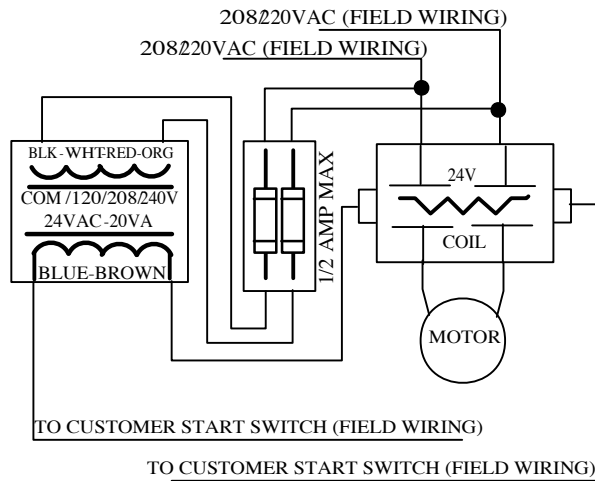 208/220VAC (FIELD WIRING)
208/220VAC (FIELD WIRING)
BLK-WHT-RED-ORG
COM /120/208/240V
24VAC-20VA
BLUE-BROWN
1/2 AMP MAX
24V
COIL
MOTOR
TO CUSTOMER START SWITCH (FIELD WIRING)
TO CUSTOMER START SWITCH (FIELD WIRING)